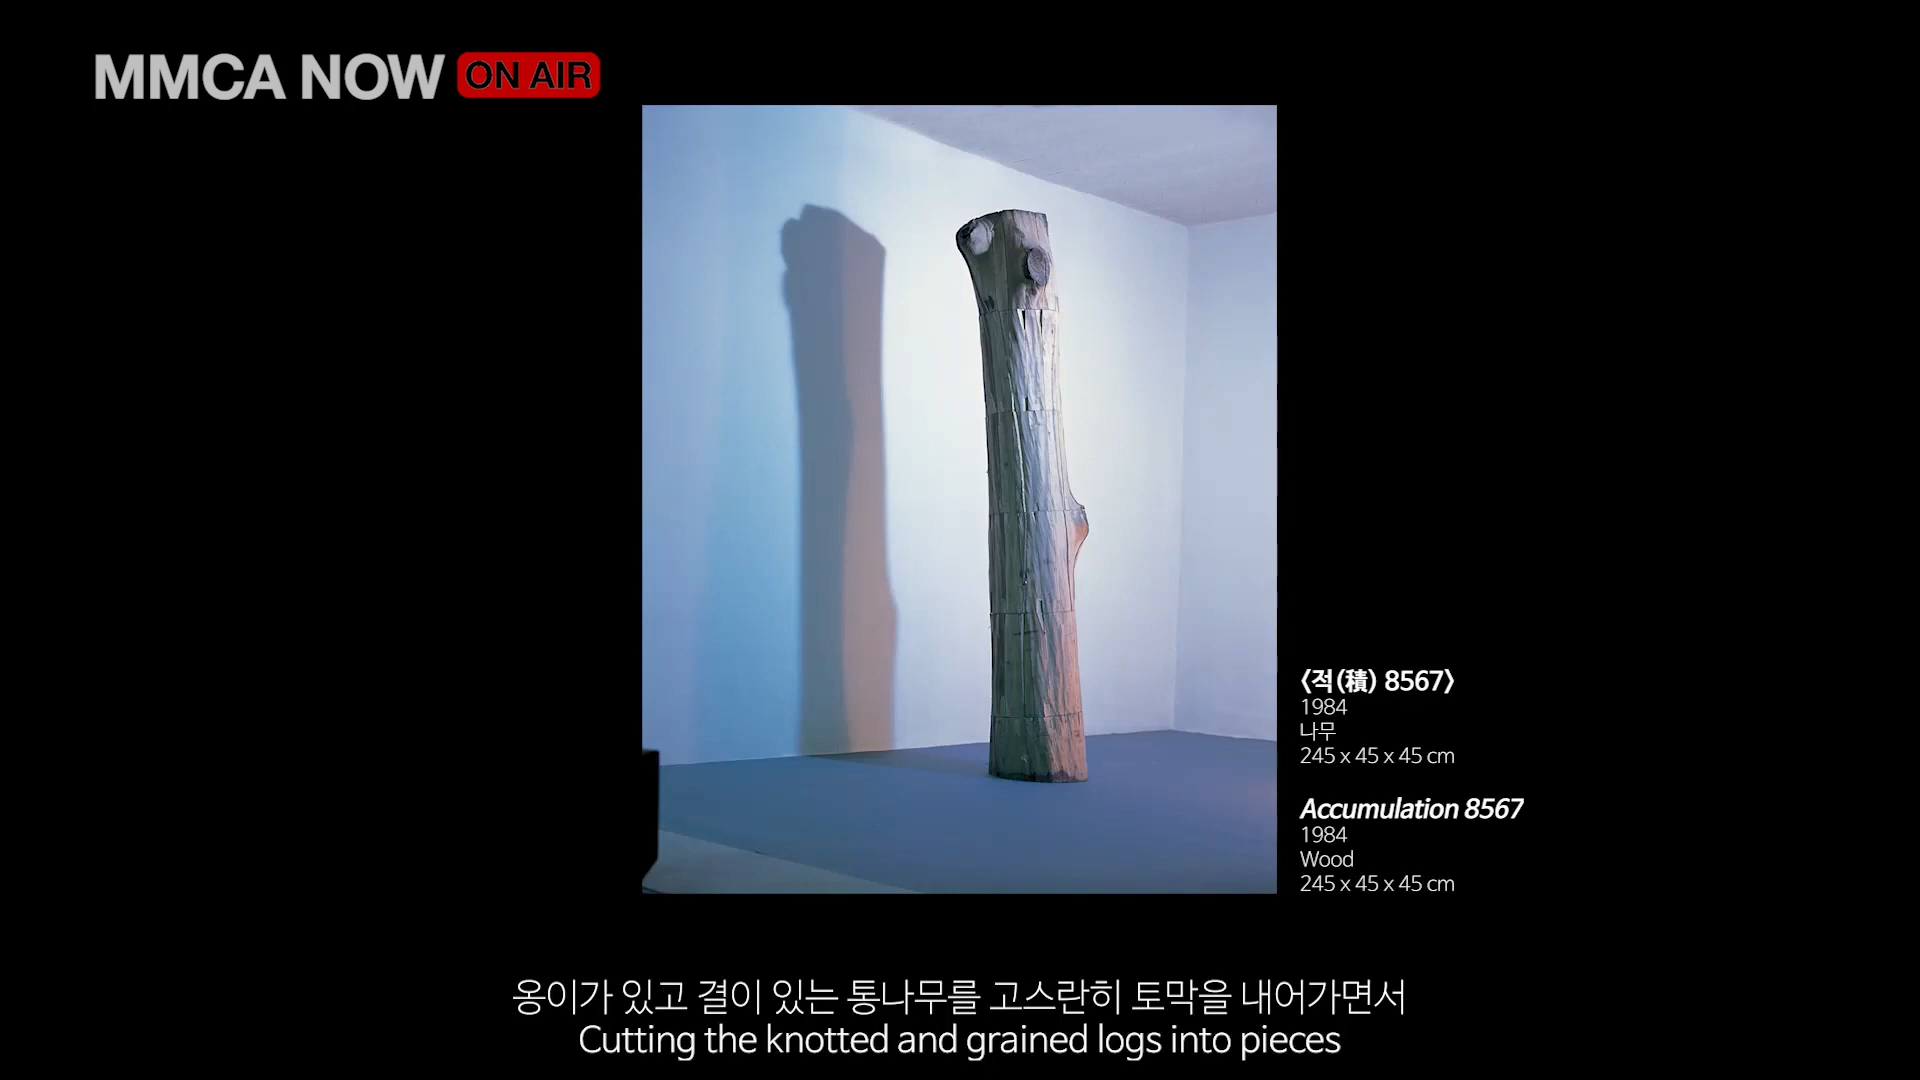 MMCA NOW ON AIR
〈적(積) 8567〉
1984
나무
245 x 45 x 45 cm
Accumulation 8567
1984
Wood
245 x 45 x 45 cm
옹이가 있고 결이 있는 통나무를 고스란히 토막을 내어가면서
Cutting the knotted and grained logs into pieces